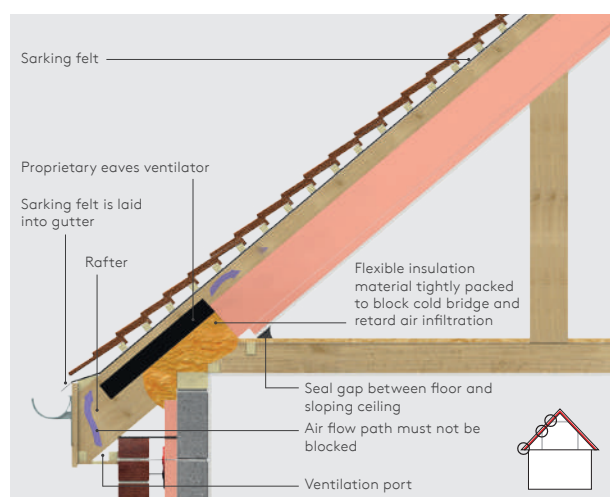 Sarking felt
Proprietary eaves ventilator
Sarking felt is laid
into gutter
Rafter
Flexible insulation
material tightly packed
to block cold bridge and
retard air infiltration
Seal gap between floor and
sloping ceiling
Air flow path must not be
blocked
Ventilation port